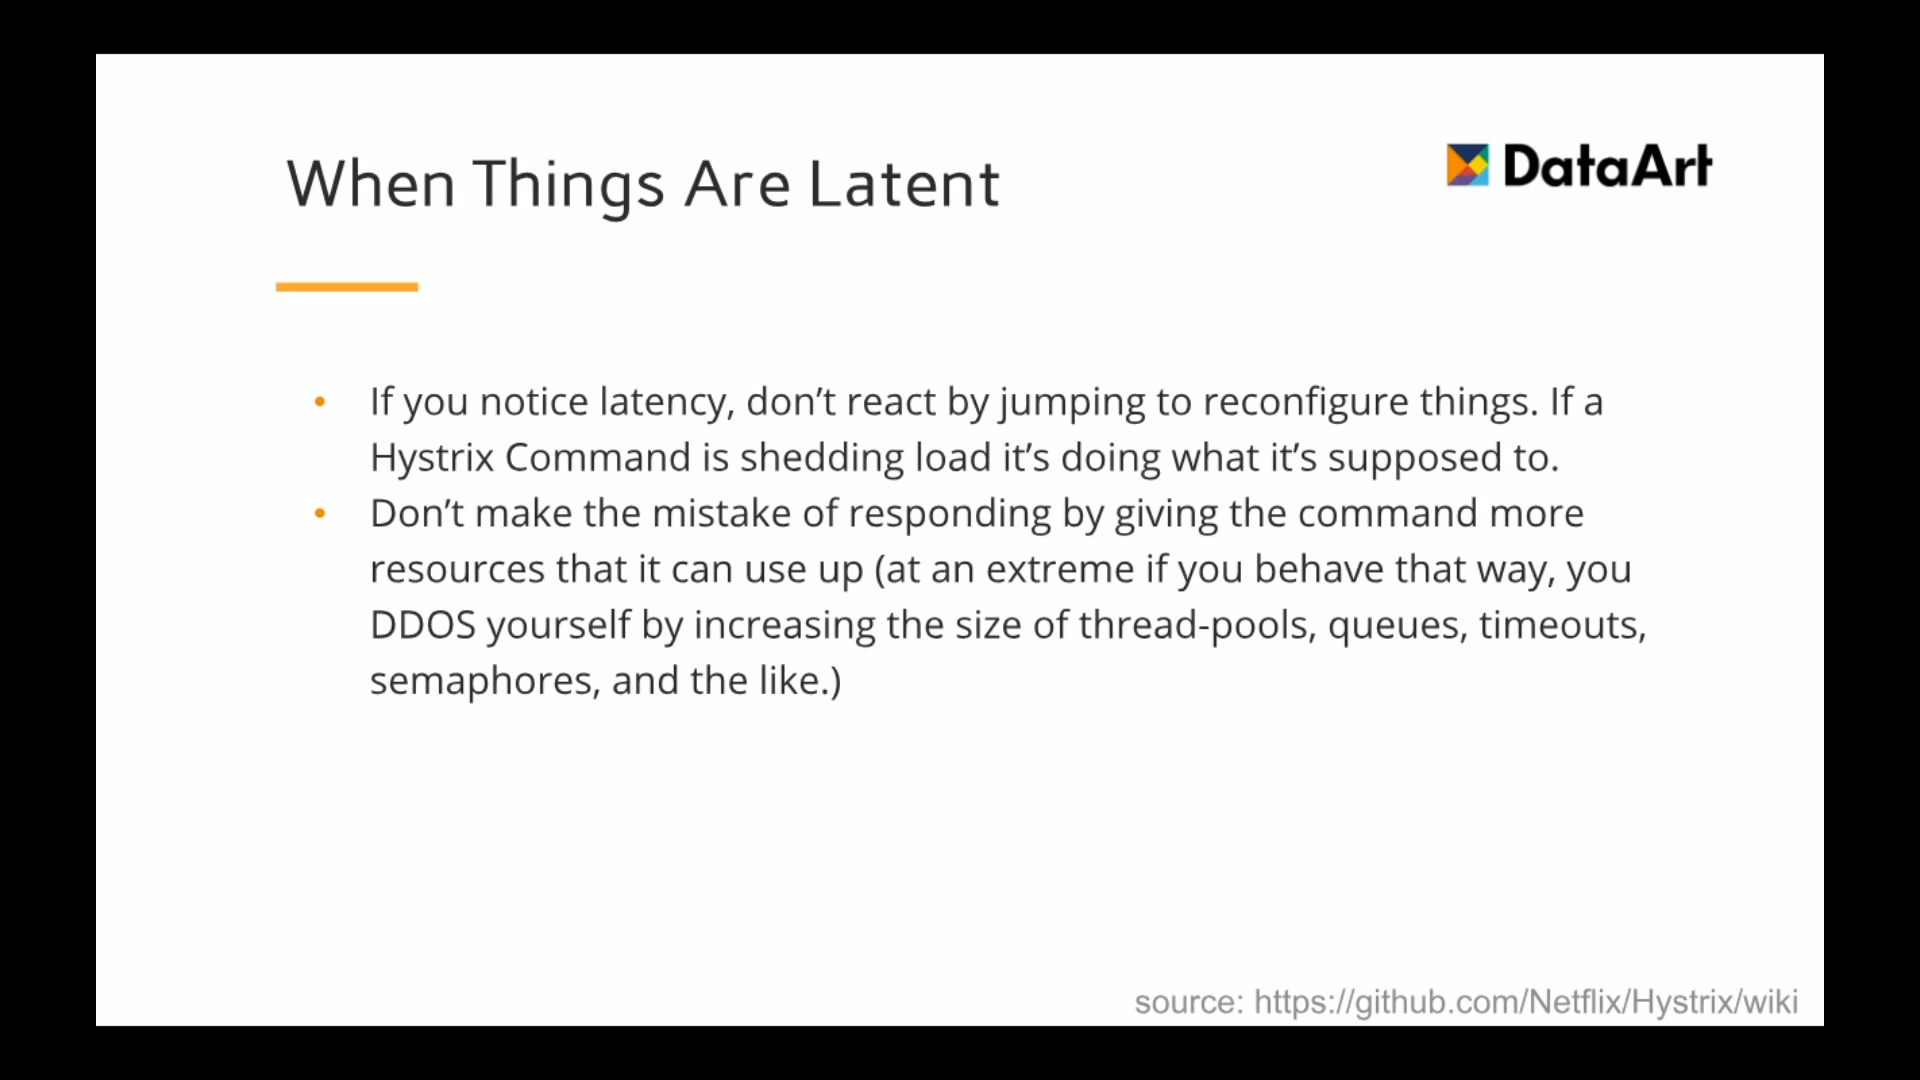 When Things Are Latent
DataArt
• If you notice latency, don’t react by jumping to reconfigure things. If a
Hystrix Command is shedding load it’s doing what it’s supposed to.
• Don’t make the mistake of responding by giving the command more
resources that it can use up (at an extreme if you behave that way, you
DDOS yourself by increasing the size of thread-pools, queues, timeouts,
semaphores, and the like.)
source: https://github.com/Netflix/Hystrix/wiki